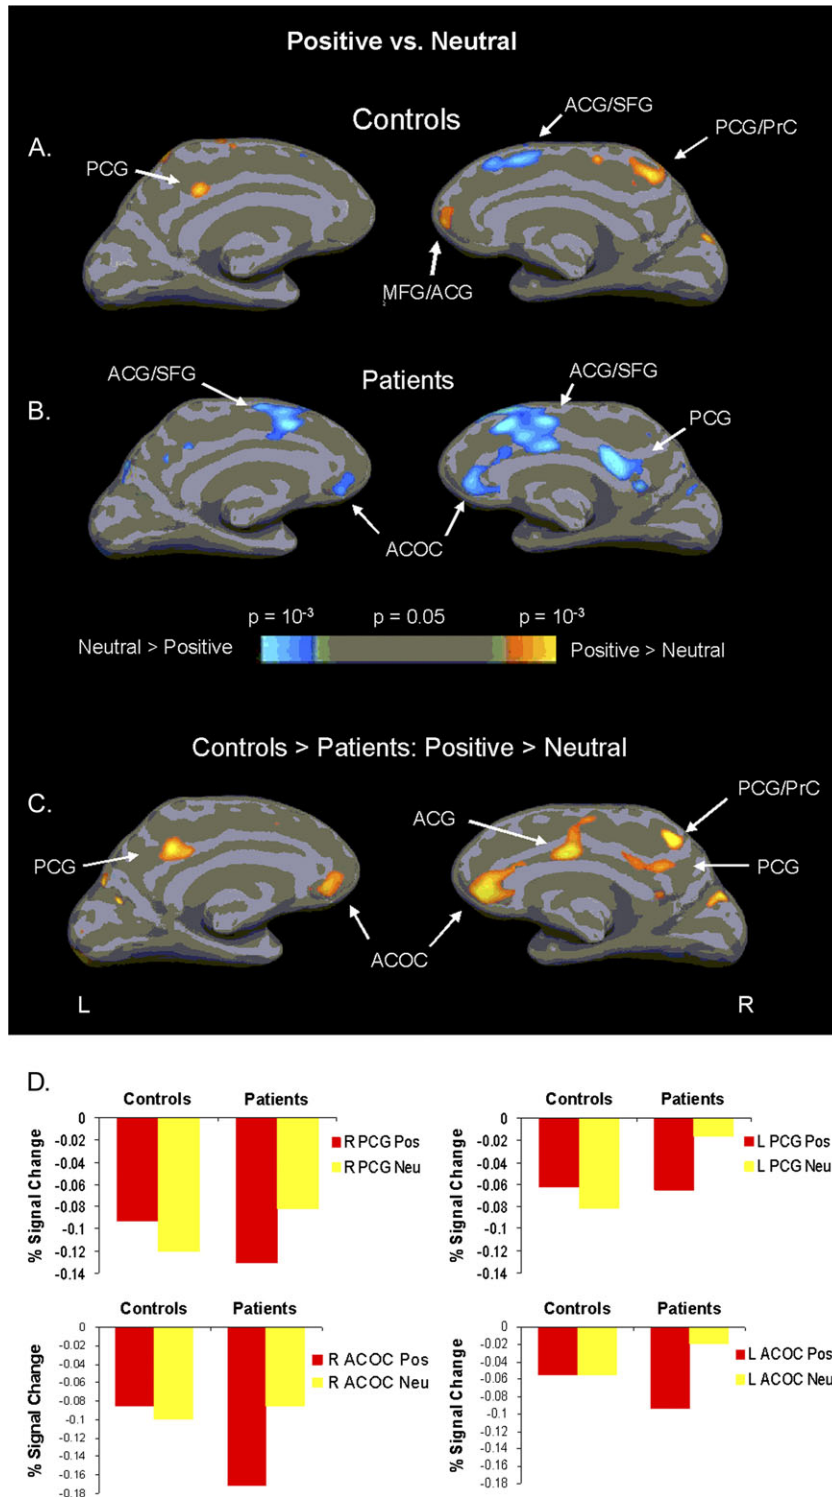 Positive vs. Neutral
Controls
A.
PCG
ACG/SFG
PCG/PrC
MFG/ACG
Patients
B.
ACG/SFG
ACG/SFG
PCG
ACOC
p = 10-3
p = 0.05
p = 10-3
Neutral > Positive
Positive > Neutral
Controls > Patients: Positive > Neutral
C.
PCG
ACG
PCG/PrC
PCG
ACOC
L
R
D.
Controls Patients
% Signal Change
0
-0.02
-0.04
-0.06
-0.08
-0.1
-0.12
-0.14
R PCG Pos
R PCG Neu
Controls Patients
% Signal Change
0
-0.02
-0.04
-0.06
-0.08
-0.1
-0.12
-0.14
L PCG Pos
L PCG Neu
Controls Patients
% Signal Change
0
-0.02
-0.04
-0.06
-0.08
-0.1
-0.12
-0.14
-0.16
-0.18
R ACOC Pos
R ACOC Neu
Controls Patients
% Signal Change
0
-0.02
-0.04
-0.06
-0.08
-0.1
-0.12
-0.14
-0.16
-0.18
L ACOC Pos
L ACOC Neu